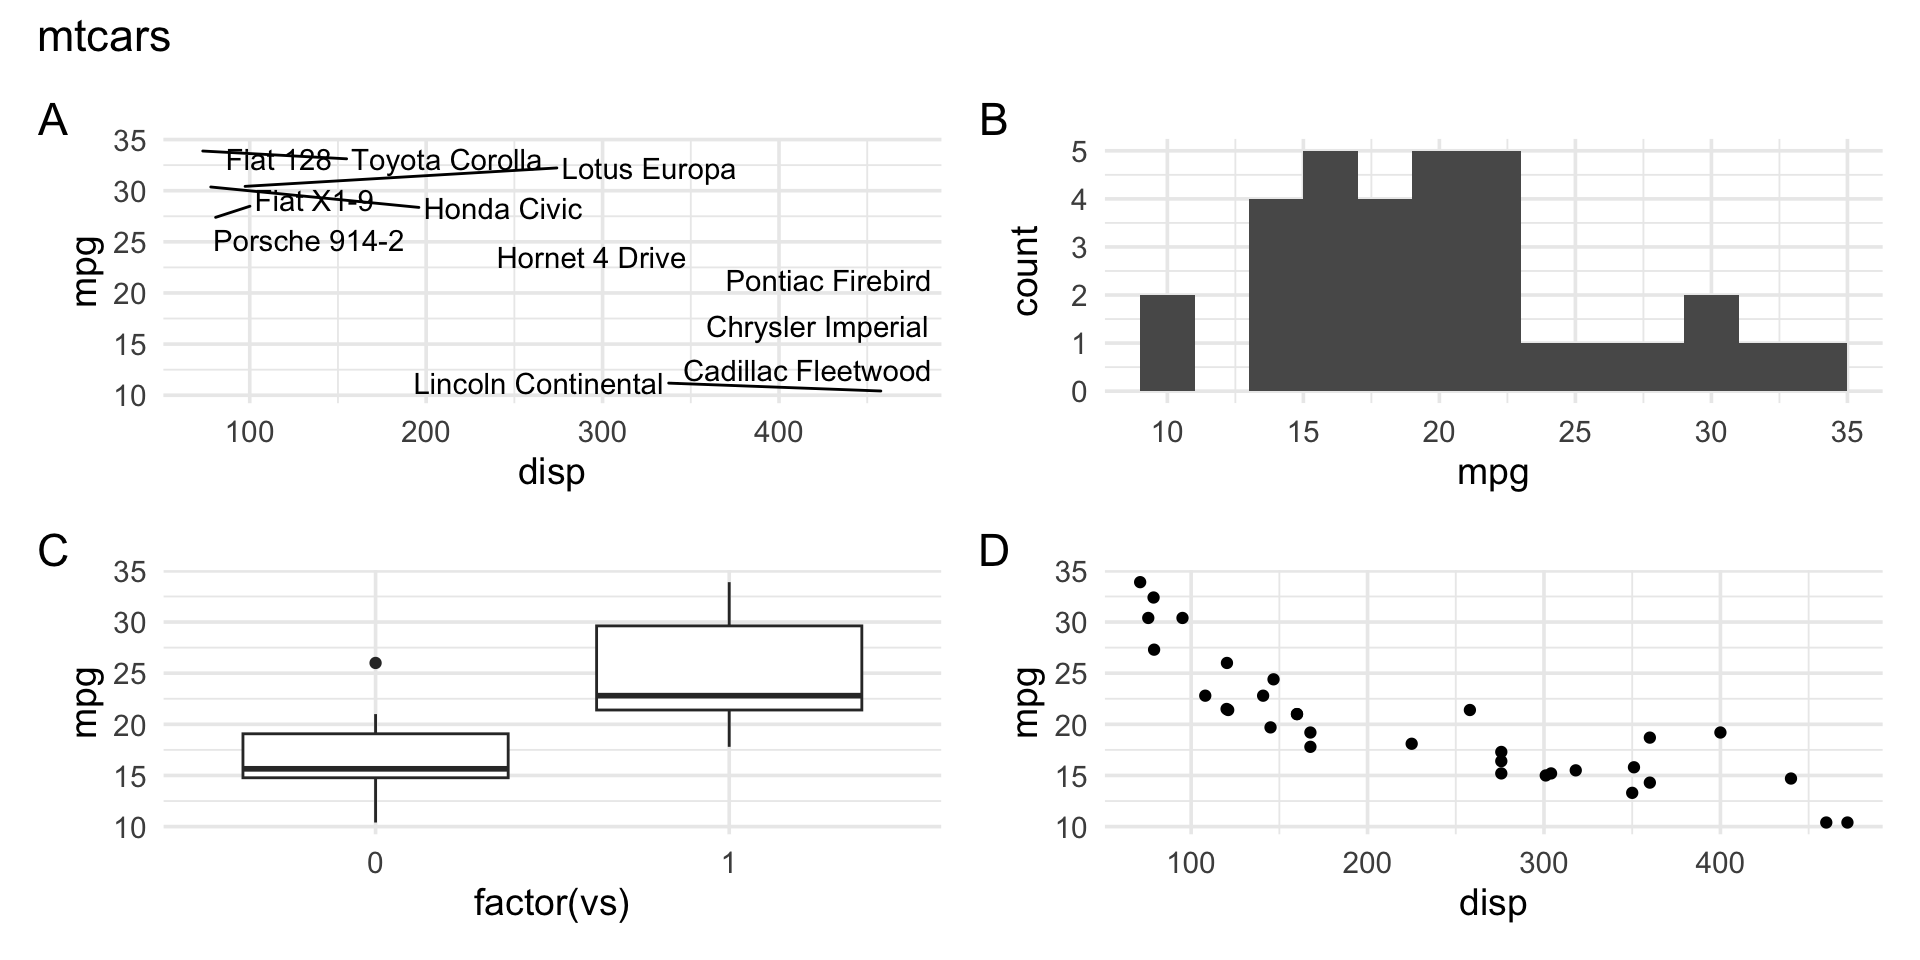 mtcars
A
35
30
25
20
15
10
mpg
Fiat 128
Toyota Corolla
Lotus Europa
Fiat X1-9
Honda Civic
Porsche 914-2
Hornet 4 Drive
Pontiac Firebird
Chrysler Imperial
Cadillac Fleetwood
Lincoln Continental
100 200 300 400
disp
B
5
4
3
2
1
0
count
10 15 20 25 30 35
mpg
C
35
30
25
20
15
10
mpg
0 1
factor(vs)
D
35
30
25
20
15
10
mpg
100 200 300 400
disp